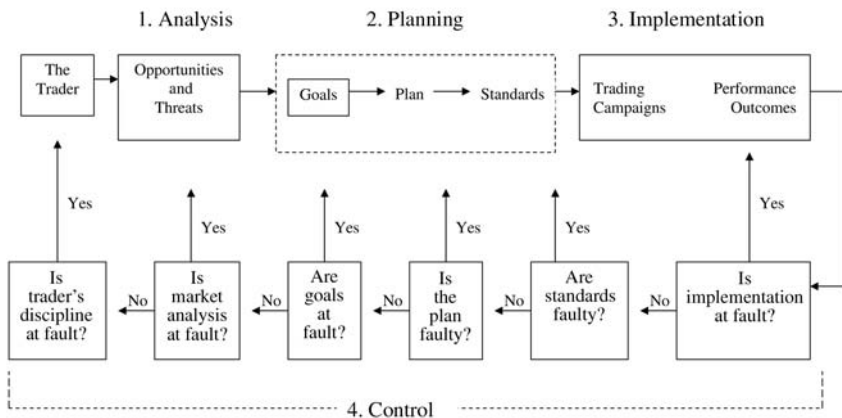 1. Analysis
2. Planning
3. Implementation
The
Trader
Opportunities
and
Threats
Goals
Plan
Standards
Trading
Campaigns
Performance
Outcomes
Yes
Yes
Yes
Yes
Yes
Yes
Is
trader's
discipline
at fault?
No
Is
market
analysis
at fault?
No
Are
goals
at
fault?
No
Is
the
plan
faulty?
No
Are
standards
faulty?
No
Is
implementation
at fault?
4. Control